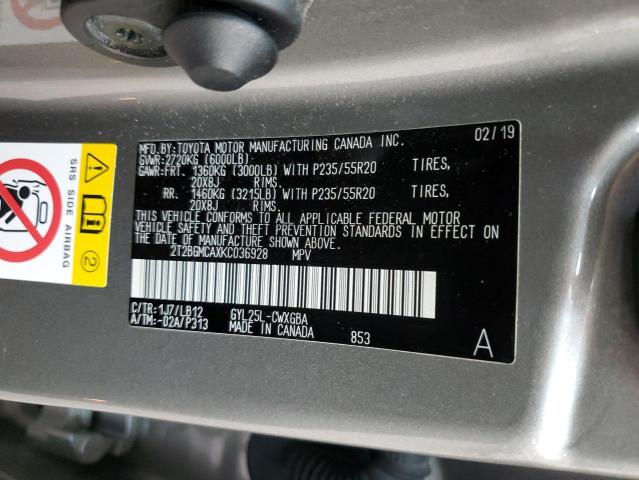 MFD.BY:TOYOTA MOTOR MANUFACTURING CANADA INC. 02/19
GVWR:2720KG (6000LB)
GAWR:FRT. 1360KG (3000LB) WITH P235/55R20 TIRES,
20X8J RIMS.
RR. 1460KG (3215LB) WITH P235/55R20 TIRES,
20X8J RIMS.
THIS VEHICLE CONFORMS TO ALL APPLICABLE FEDERAL MOTOR
VEHICLE SAFETY AND THEFT PREVENTION STANDARDS IN EFFECT ON
THE DATE OF MANUFACTURE SHOWN ABOVE.
2T2BGMCAXKC036928 MPV
C/TR:1J7/LB12 GYL25L-CWXGBA
A/TM:-02A/P313 MADE IN CANADA 853
A
SRS SIDE AIRBAG
2